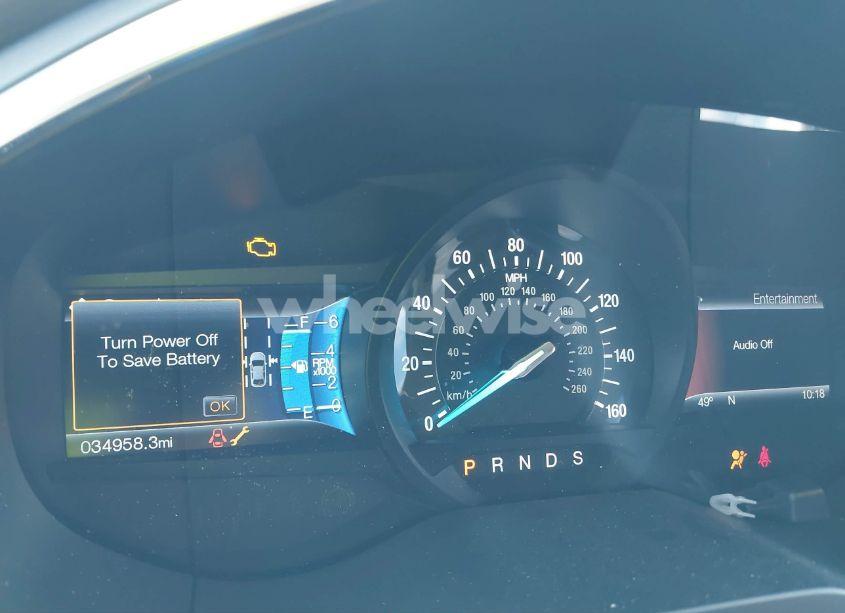 Turn Power Off
To Save Battery
OK
F
E
6
4
RPM
x1000
2
0
034958.3mi
0
20
40
60
80
100
120
140
160
MPH
20
40
60
80
100
120
140
160
180
200
220
240
260
km/h
P R N D S
Entertainment
Audio Off
49° N 10:18
wheelwise